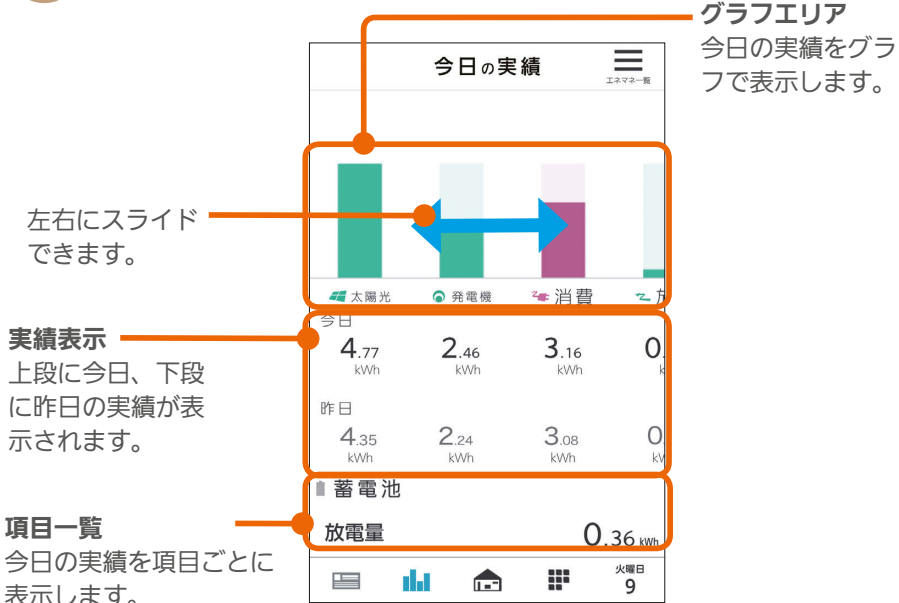 グラフエリア
今日の実績をグラ
フで表示します。
今日の実績
エネマネ一覧
左右にスライド
できます。
太陽光
発電機
消費
実績表示
上段に今日、下段
に昨日の実績が表
示されます。
今日
4.77 2.46 3.16 0.
kWh kWh kWh k
昨日
4.35 2.24 3.08 0
kWh kWh kWh kW
蓄電池
放電量 0.36 kWh
項目一覧
今日の実績を項目ごとに
表示します。
火曜日
9